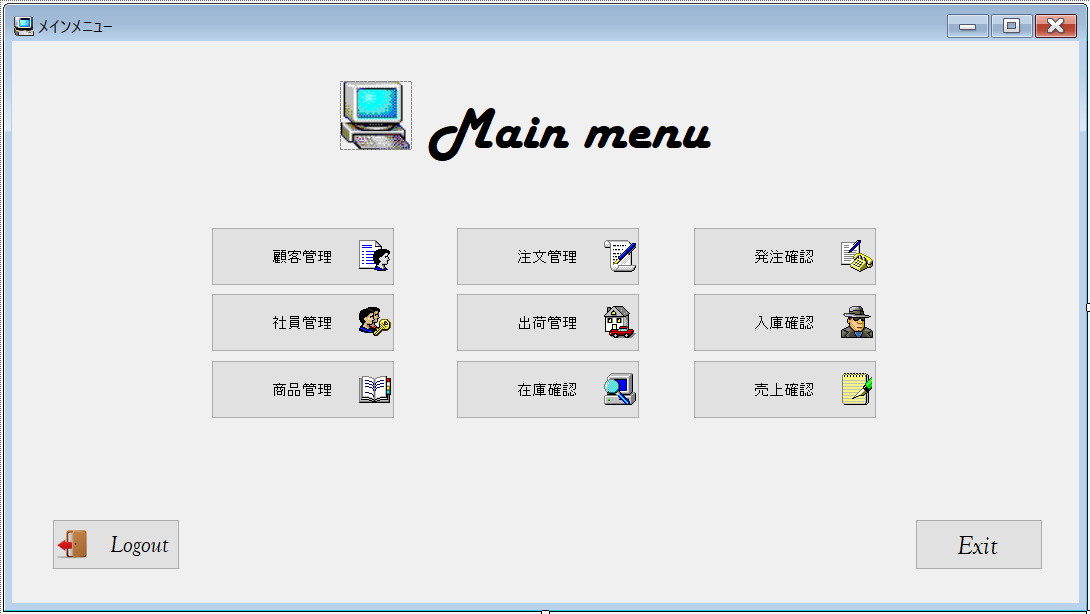 メインメニュー
Main menu
顧客管理
注文管理
発注確認
社員管理
出荷管理
入庫確認
商品管理
在庫確認
売上確認
Logout
Exit